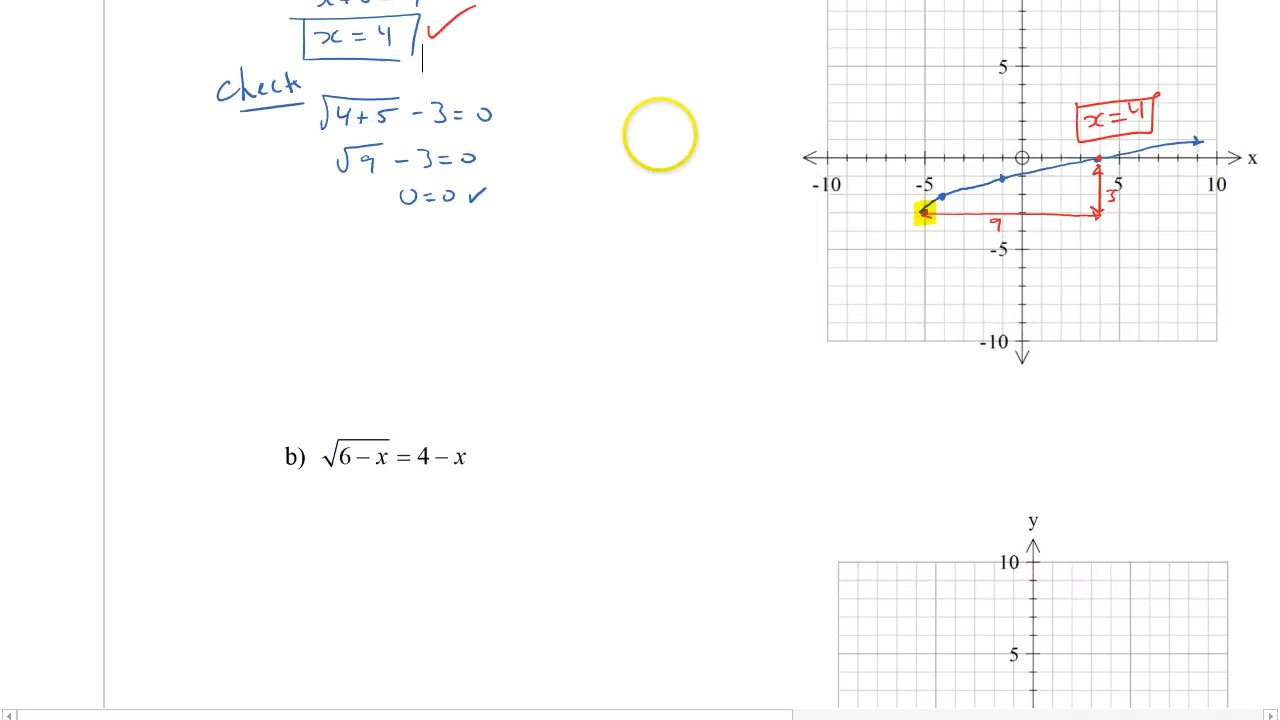 x = 4
Check
√4+5 − 3 = 0
√9 − 3 = 0
0 = 0 ✓
5
x = 4
x
-10
-5
4
5
10
3
9
-5
-10
b) √6 − x = 4 − x
y
10
5